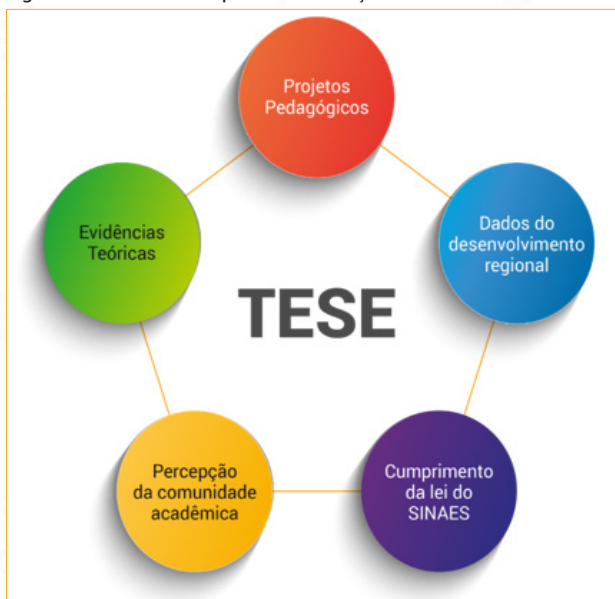 Projetos
Pedagógicos
Evidências
Teóricas
Dados do
desenvolvimento
regional
TESE
Percepção
da comunidade
acadêmica
Cumprimento
da lei do
SINAES